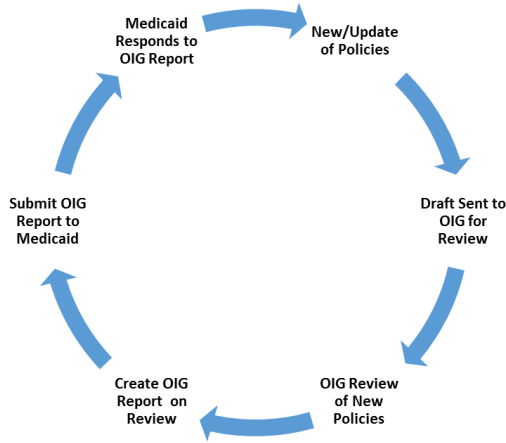 Medicaid
Responds to
OIG Report
New/Update
of Policies
Draft Sent to
OIG for
Review
OIG Review
of New
Policies
Create OIG
Report on
Review
Submit OIG
Report to
Medicaid